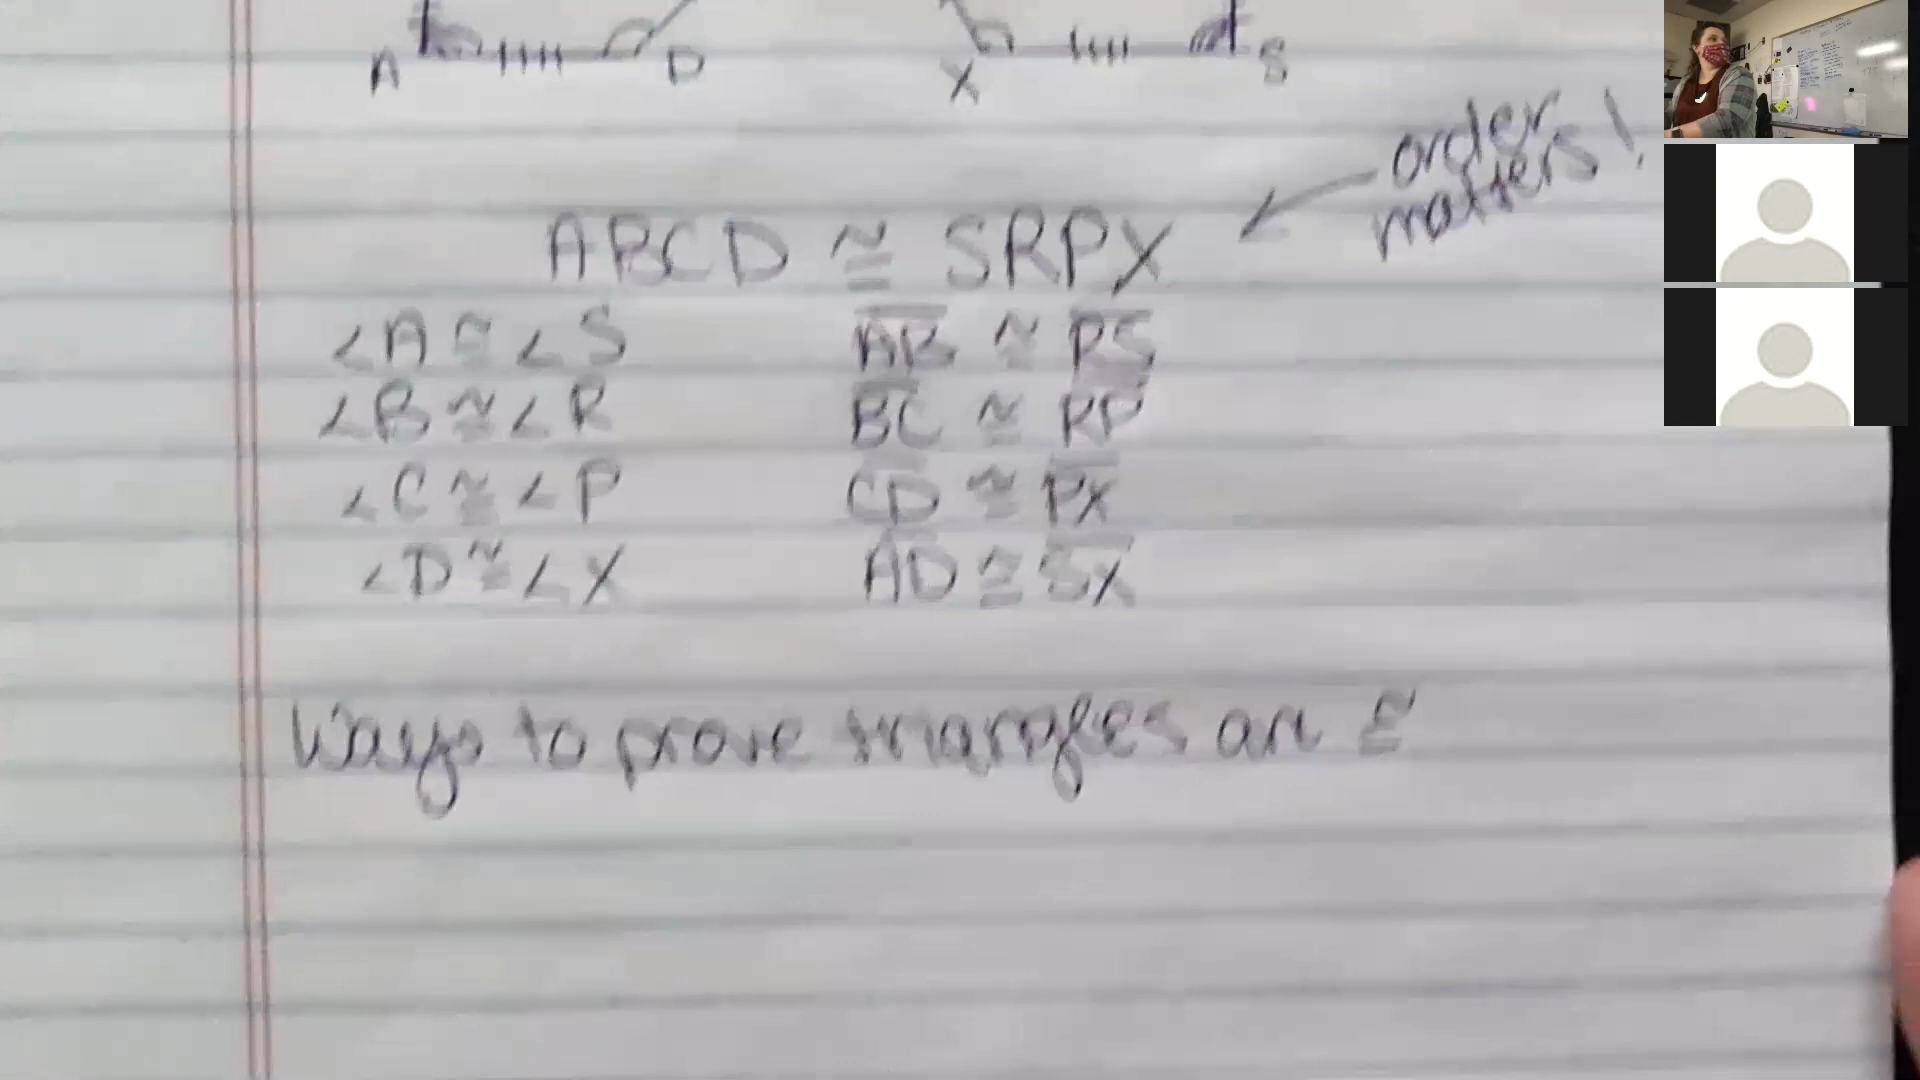 A D X S
order
matters!
ABCD ≅ SRPX
∠A ≅ ∠S AB ≅ RS
∠B ≅ ∠R BC ≅ RP
∠C ≅ ∠P CD ≅ PX
∠D ≅ ∠X AD ≅ SX
Ways to prove triangles are ≅